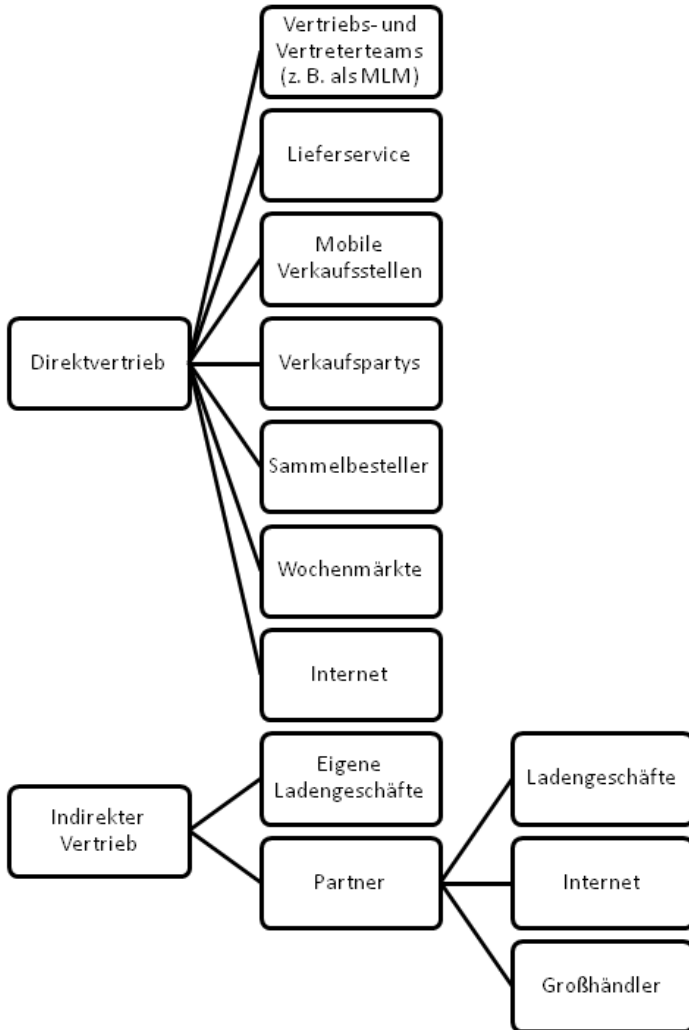 Vertriebs- und
Vertreterteams
(z. B. als MLM)
Lieferservice
Mobile
Verkaufsstellen
Direktvertrieb
Verkaufspartys
Sammelbesteller
Wochenmärkte
Internet
Indirekter
Vertrieb
Eigene
Ladengeschäfte
Partner
Ladengeschäfte
Internet
Großhändler